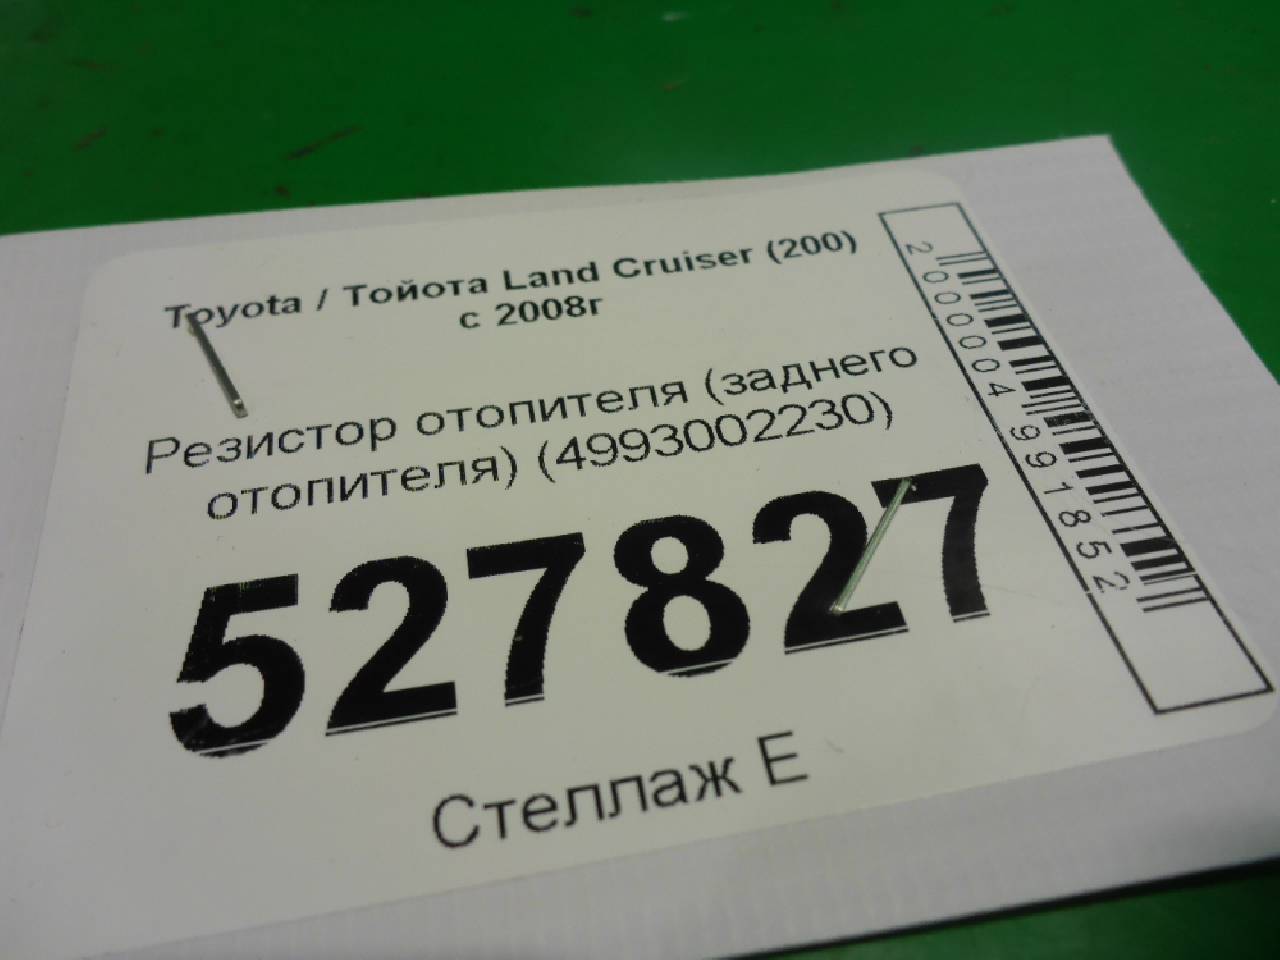 Toyota / Тойота Land Cruiser (200)
с 2008г
Резистор отопителя (заднего
отопителя) (4993002230)
527827
Стеллаж Е
2000004991852